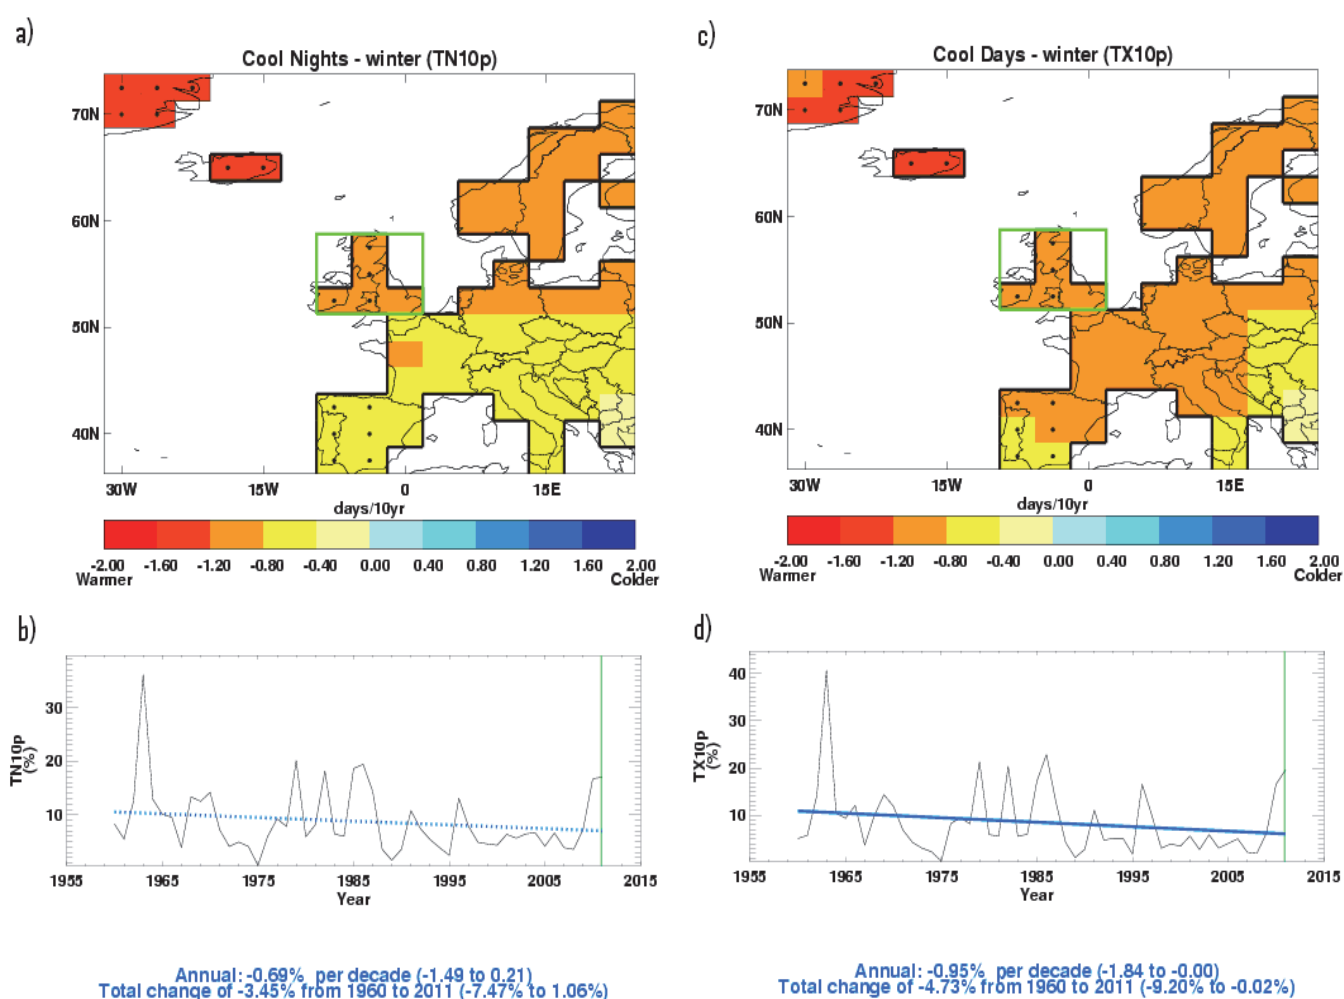 a)
Cool Nights - winter (TN10p)
70N
60N
50N
40N
30W 15W 0 15E
days/10yr
-2.00 -1.60 -1.20 -0.80 -0.40 0.00 0.40 0.80 1.20 1.60 2.00
Warmer Colder
b)
TN10p
(%)
30
20
10
1955 1965 1975 1985 1995 2005 2015
Year
Annual: -0.69% per decade (-1.49 to 0.21)
Total change of -3.45% from 1960 to 2011 (-7.47% to 1.06%)
c)
Cool Days - winter (TX10p)
70N
60N
50N
40N
30W 15W 0 15E
days/10yr
-2.00 -1.60 -1.20 -0.80 -0.40 0.00 0.40 0.80 1.20 1.60 2.00
Warmer Colder
d)
TX10p
(%)
40
30
20
10
1955 1965 1975 1985 1995 2005 2015
Year
Annual: -0.95% per decade (-1.84 to -0.00)
Total change of -4.73% from 1960 to 2011 (-9.20% to -0.02%)